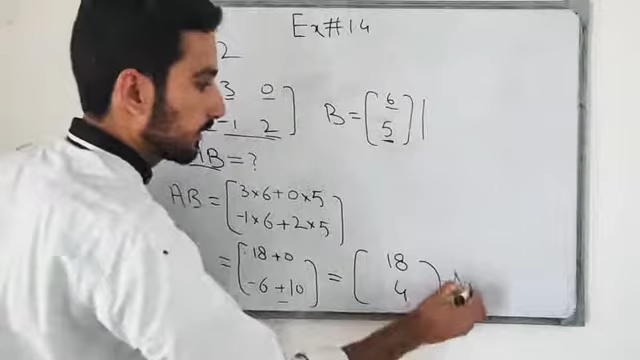 Ex#14
2
3 0
-1 2
B = [6
5]
AB = ?
AB = [3×6+0×5
-1×6+2×5]
= [18+0
-6+10] = [18
4]